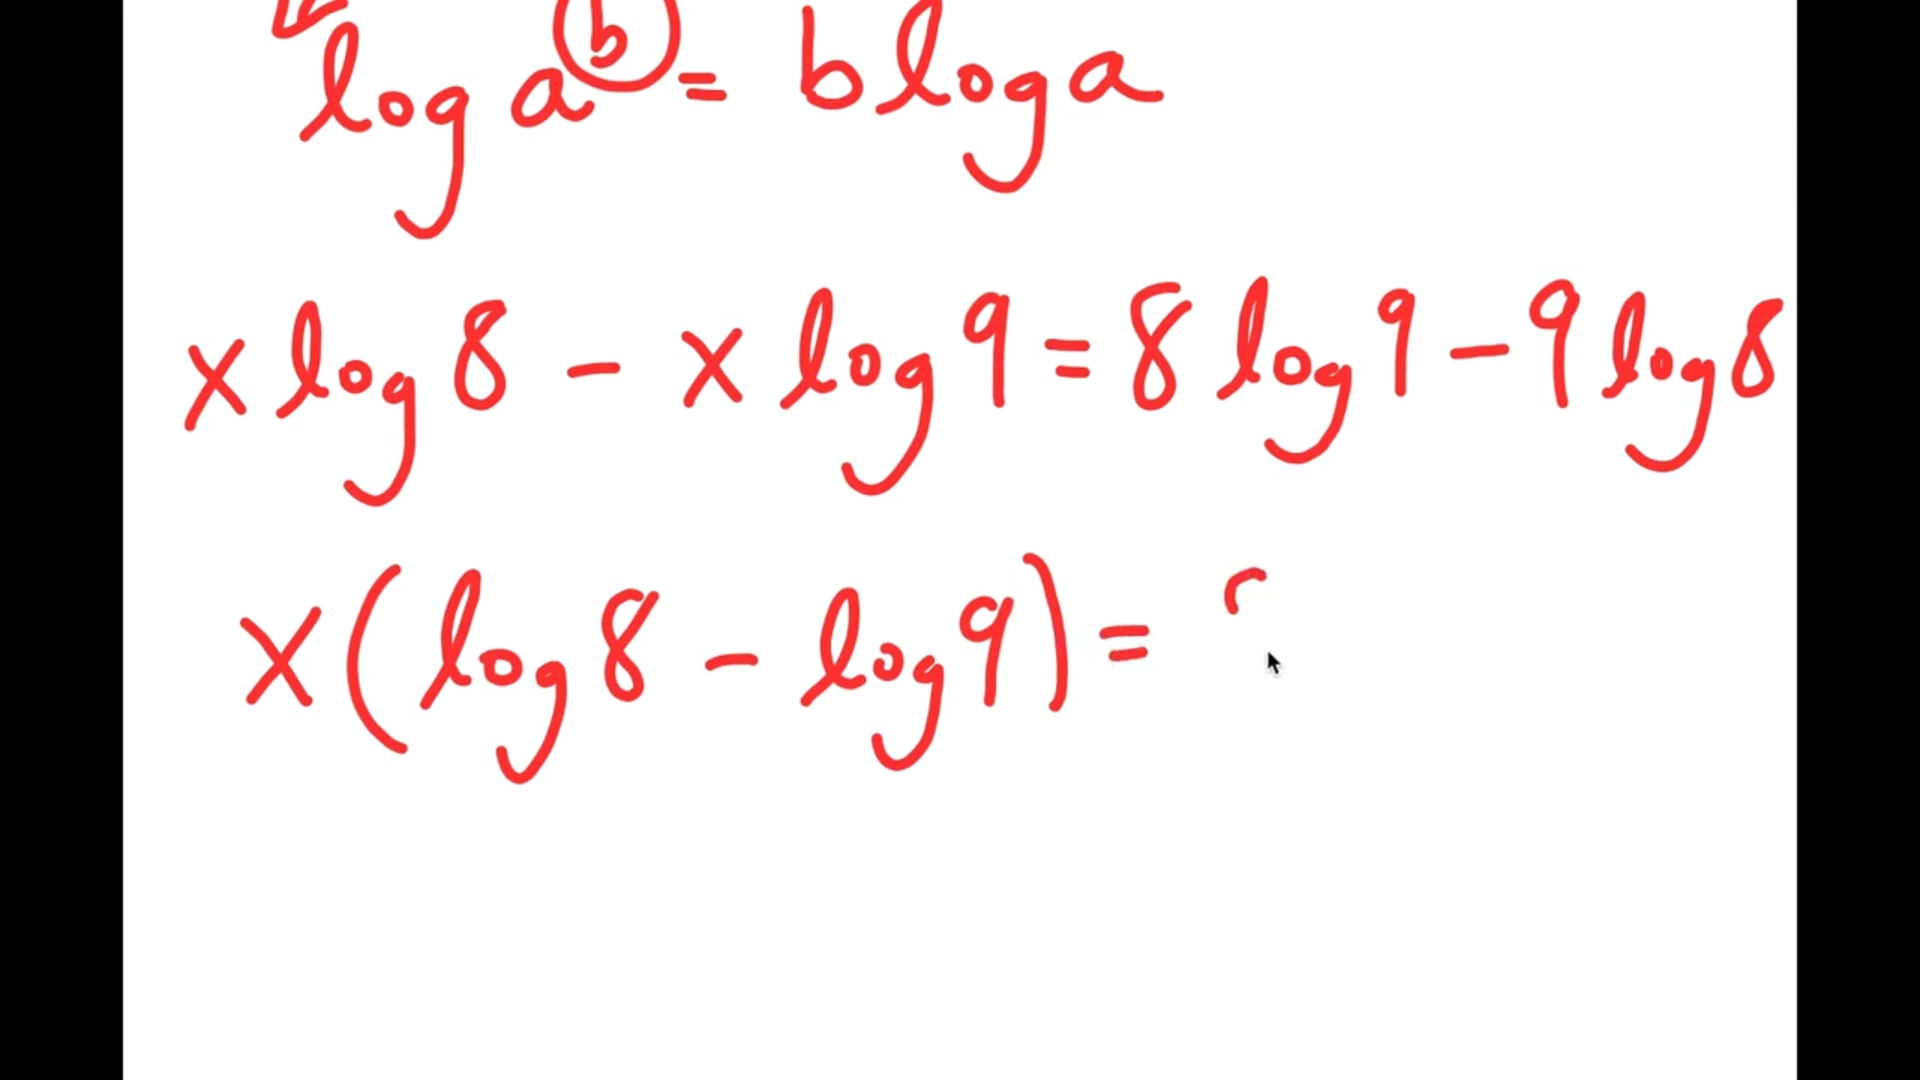 log a^b = b log a
x log 8 - x log 9 = 8 log 9 - 9 log 8
x(log 8 - log 9) =